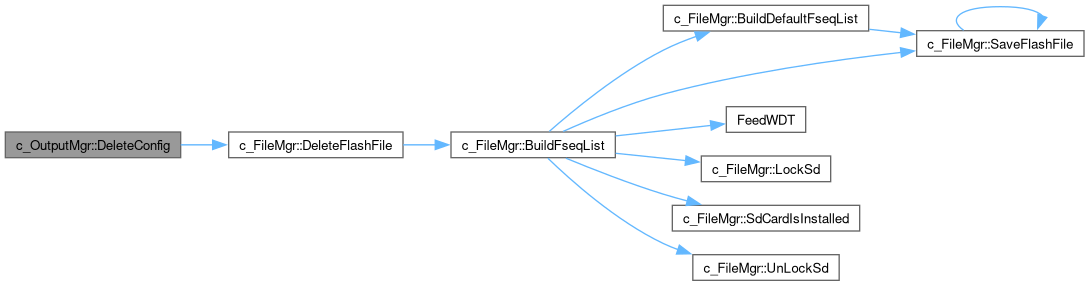 c_OutputMgr::DeleteConfig
c_FileMgr::DeleteFlashFile
c_FileMgr::BuildFseqList
c_FileMgr::BuildDefaultFseqList
c_FileMgr::SaveFlashFile
FeedWDT
c_FileMgr::LockSd
c_FileMgr::SdCardIsInstalled
c_FileMgr::UnLockSd